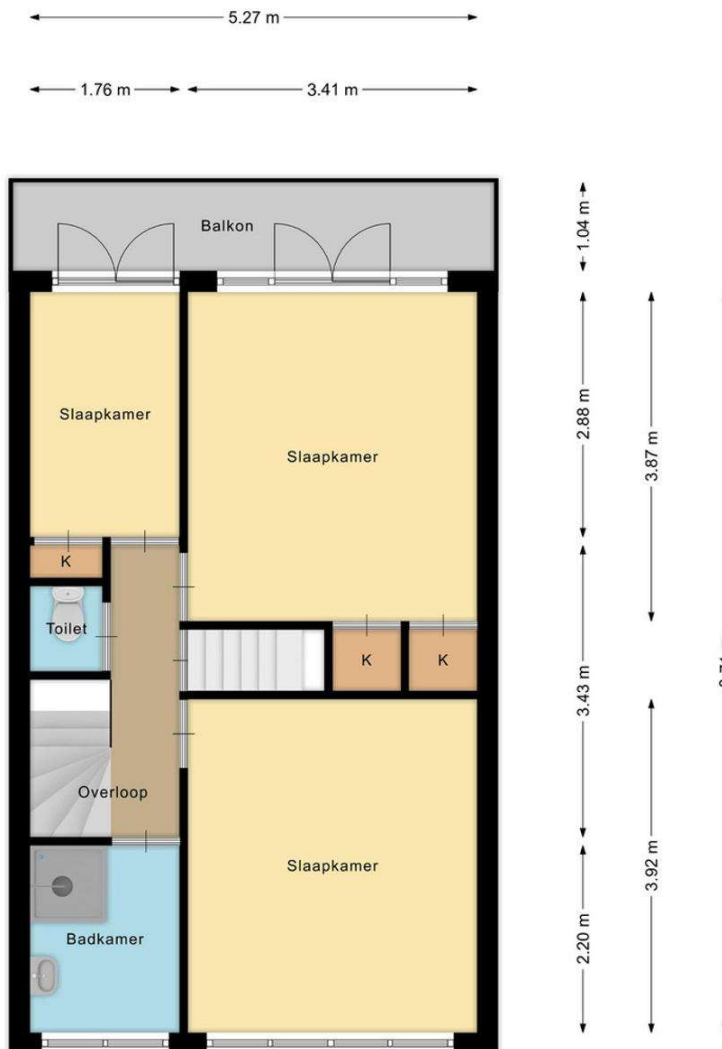 5.27 m
1.76 m
3.41 m
Balkon
1.04 m
Slaapkamer
Slaapkamer
2.88 m
3.87 m
K
Toilet
K
K
3.43 m
Overloop
Slaapkamer
3.92 m
Badkamer
2.20 m